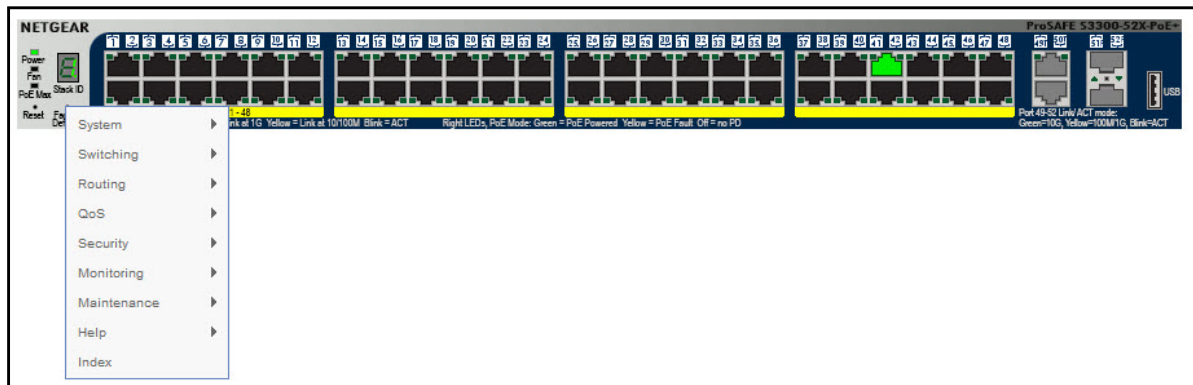 NETGEAR
ProSAFE S3300-52X-PoE+
1 2 3 4 5 6 7 8 9 10 11 12 13 14 15 16 17 18 19 20 21 22 23 24 25 26 27 28 29 30 31 32 33 34 35 36 37 38 39 40 41 42 43 44 45 46 47 48 49T 50T 51F 52F
Power
Fan
PoE Max
Stack ID
USB
Reset
1 - 48
ink at 1G Yellow = Link at 10/100M Blink = ACT
Right LEDs, PoE Mode: Green = PoE Powered Yellow = PoE Fault Off = no PD
Port 49-52 Link/ ACT mode:
Green=10G, Yellow=100M/1G, Blink=ACT
System
Switching
Routing
QoS
Security
Monitoring
Maintenance
Help
Index